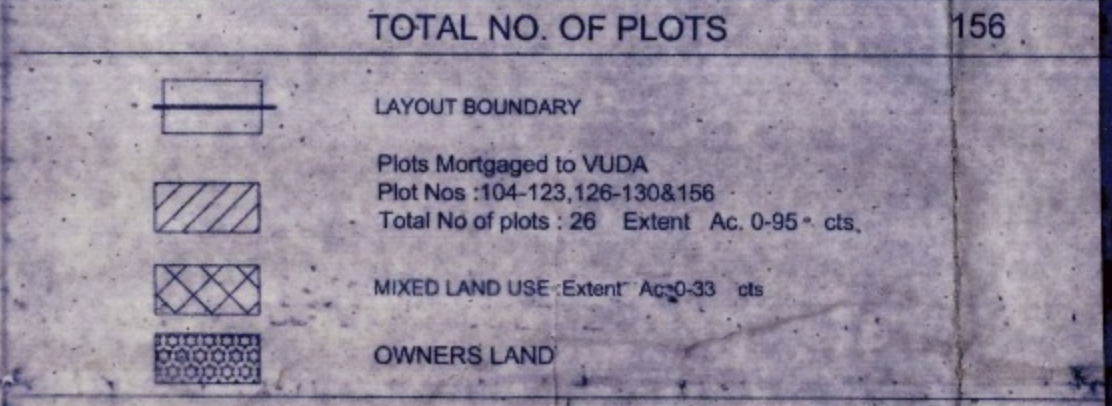 TOTAL NO. OF PLOTS 156
LAYOUT BOUNDARY
Plots Mortgaged to VUDA
Plot Nos :104-123,126-130&156
Total No of plots : 26 Extent Ac. 0-95 cts.
MIXED LAND USE :Extent Ac:0-33 cts
OWNERS LAND